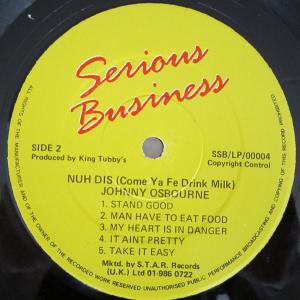 Serious
Business
SIDE 2
Produced by King Tubby's
SSB/LP/00004
Copyright Control
NUH DIS (Come Ya Fe Drink Milk)
JOHNNY OSBOURNE
1. STAND GOOD
2. MAN HAVE TO EAT FOOD
3. MY HEART IS IN DANGER
4. IT AINT PRETTY
5. TAKE IT EASY
Mktd. by S.T.A.R. Records
(U.K.) Ltd 01-986 0722
ALL RIGHTS OF THE MANUFACTURER AND OF THE OWNER OF THE RECORDED WORK RESERVED UNAUTHORISED PUBLIC PERFORMANCE BROADCASTING AND COPYING OF THIS RECORD PROHIBITED